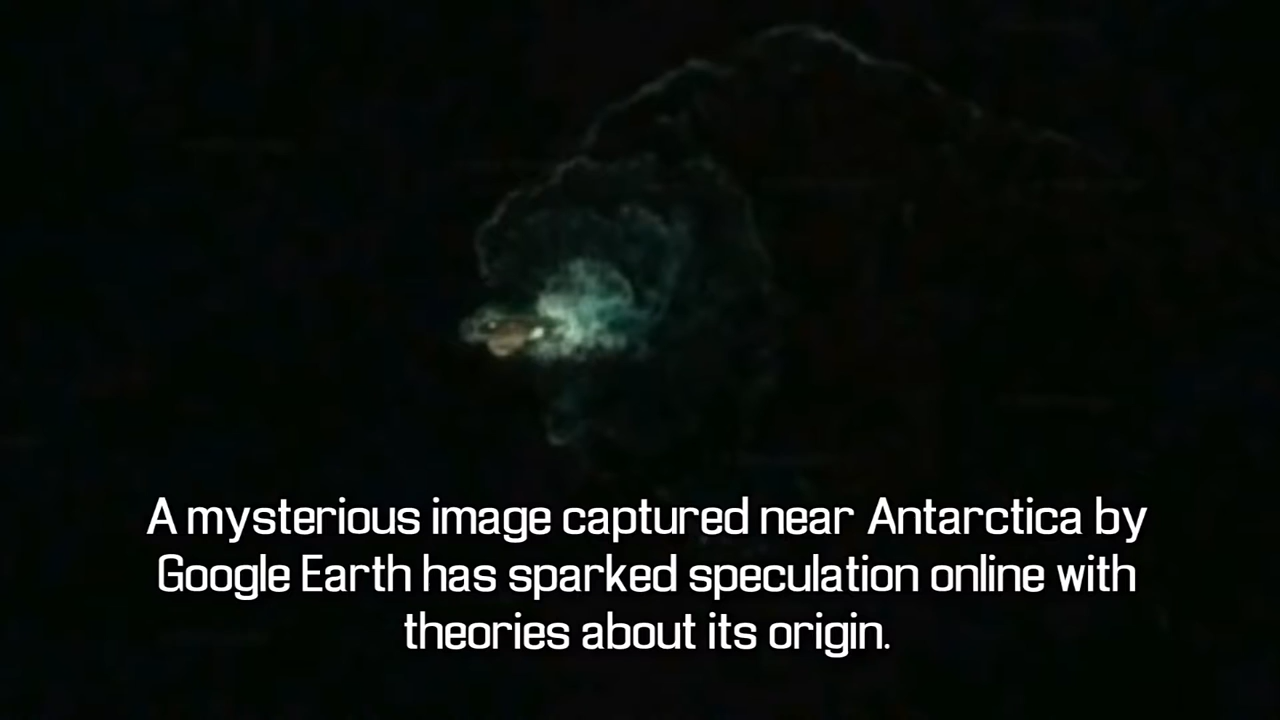 A mysterious image captured near Antarctica by
Google Earth has sparked speculation online with
theories about its origin.